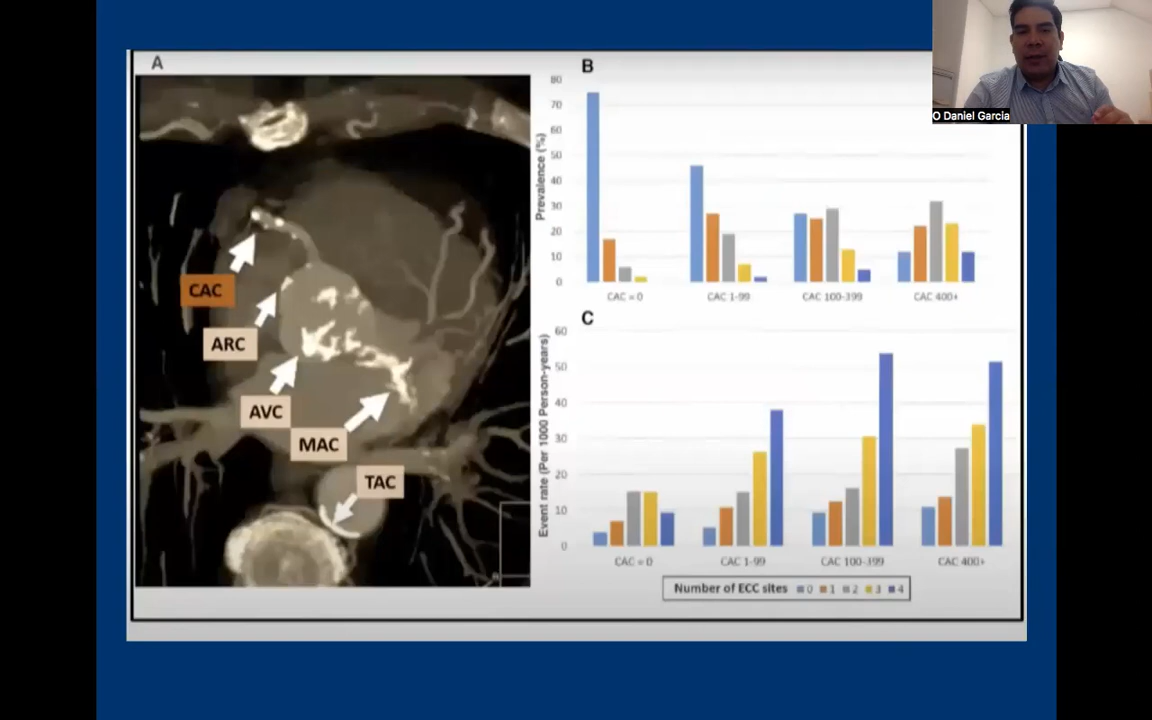 A
CAC
ARC
AVC
MAC
TAC
B
Prevalence (%)
80
70
60
50
40
30
20
10
0
CAC = 0
CAC 1-99
CAC 100-399
CAC 400+
C
Event rate (Per 1000 Person-years)
60
50
40
30
20
10
0
CAC = 0
CAC 1-99
CAC 100-399
CAC 400+
Number of ECC sites 0 1 2 3 4
O Daniel Garcia